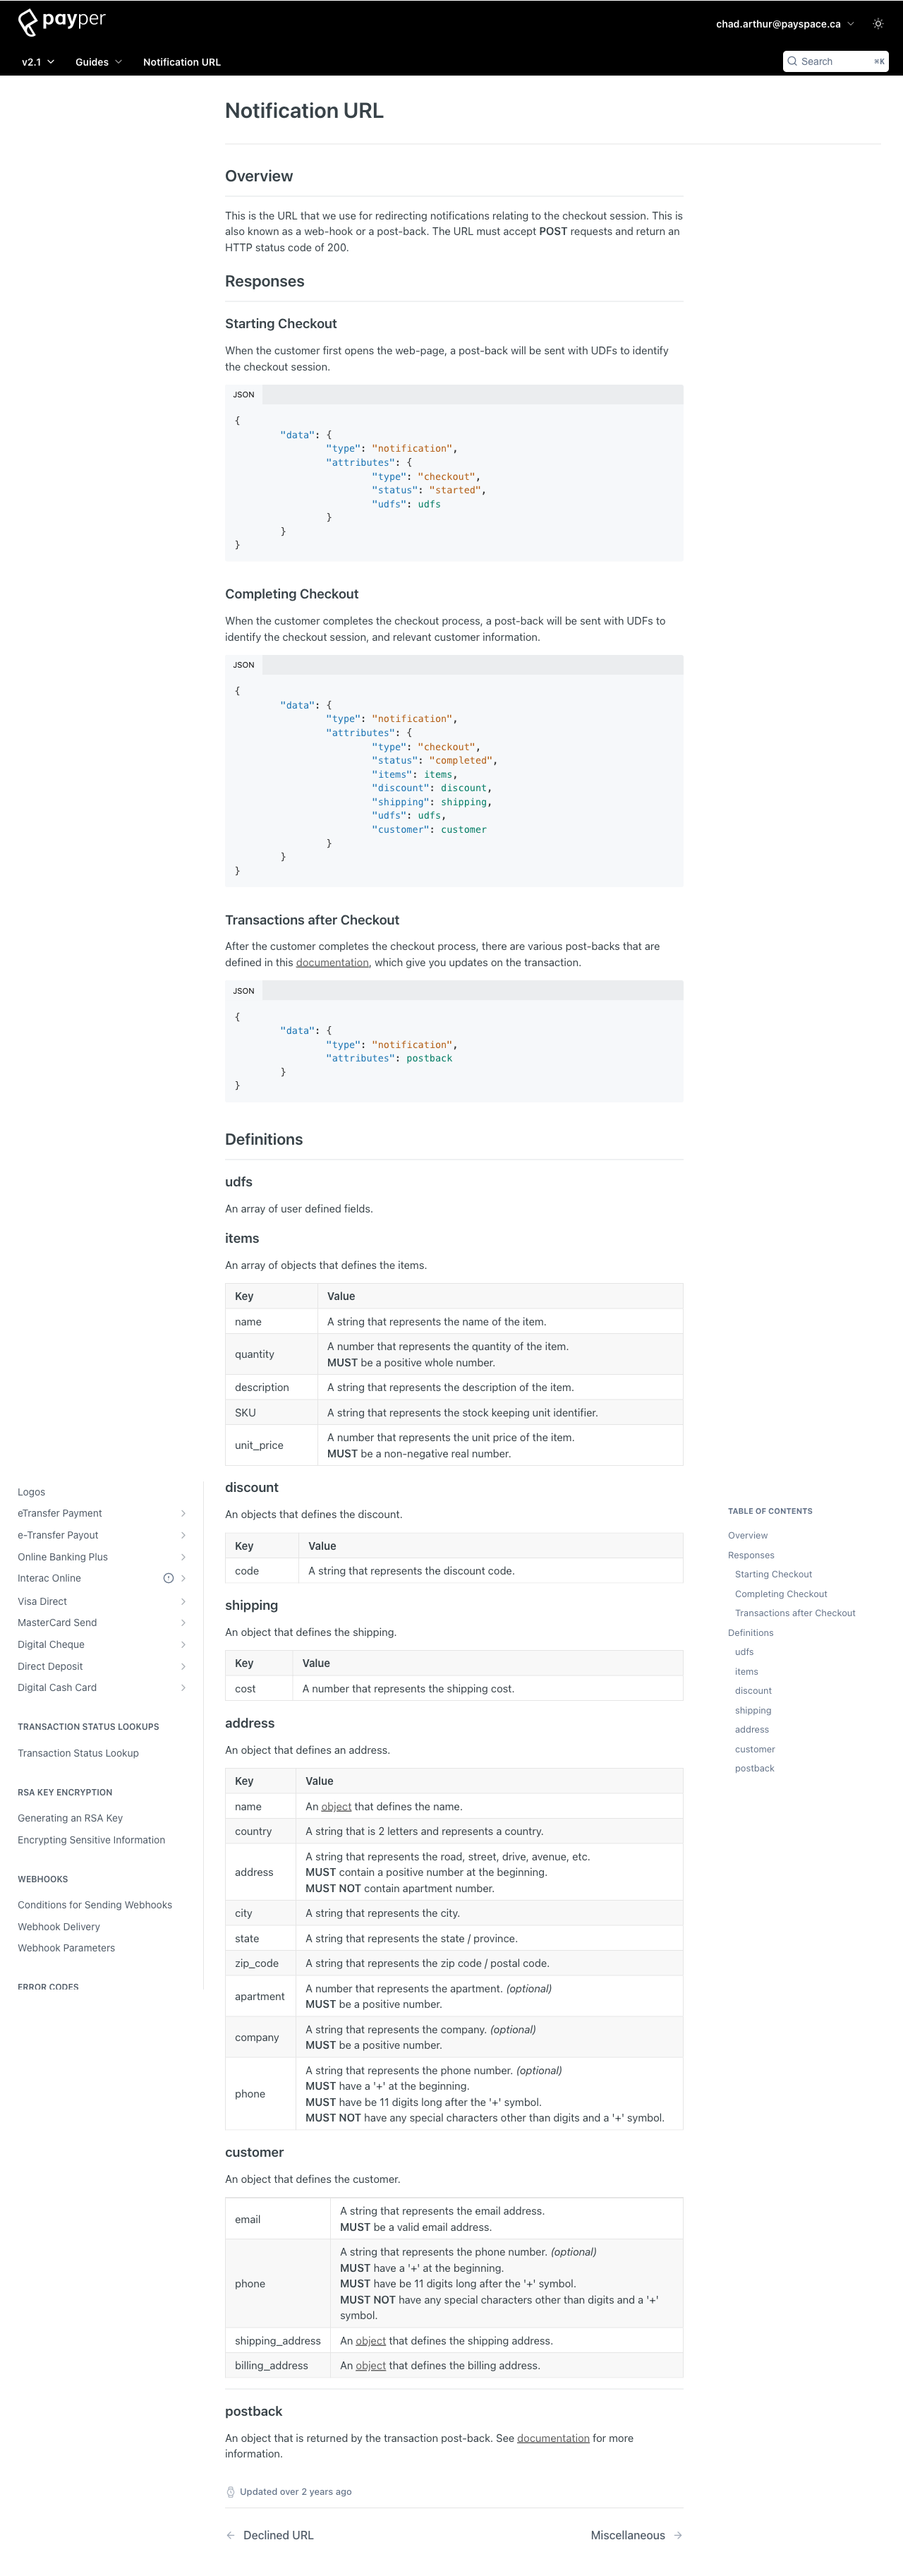 payper
chad.arthur@payspace.ca
v2.1 Guides Notification URL
Search ⌘K
Notification URL
Overview
This is the URL that we use for redirecting notifications relating to the checkout session. This is
also known as a web-hook or a post-back. The URL must accept POST requests and return an
HTTP status code of 200.
Responses
Starting Checkout
When the customer first opens the web-page, a post-back will be sent with UDFs to identify
the checkout session.
JSON
{
"data": {
"type": "notification",
"attributes": {
"type": "checkout",
"status": "started",
"udfs": udfs
}
}
}
Completing Checkout
When the customer completes the checkout process, a post-back will be sent with UDFs to
identify the checkout session, and relevant customer information.
JSON
{
"data": {
"type": "notification",
"attributes": {
"type": "checkout",
"status": "completed",
"items": items,
"discount": discount,
"shipping": shipping,
"udfs": udfs,
"customer": customer
}
}
}
Transactions after Checkout
After the customer completes the checkout process, there are various post-backs that are
defined in this documentation, which give you updates on the transaction.
JSON
{
"data": {
"type": "notification",
"attributes": postback
}
}
Definitions
udfs
An array of user defined fields.
items
An array of objects that defines the items.
Key Value
name A string that represents the name of the item.
quantity A number that represents the quantity of the item.
MUST be a positive whole number.
description A string that represents the description of the item.
SKU A string that represents the stock keeping unit identifier.
unit_price A number that represents the unit price of the item.
MUST be a non-negative real number.
discount
An objects that defines the discount.
Key Value
code A string that represents the discount code.
shipping
An object that defines the shipping.
Key Value
cost A number that represents the shipping cost.
address
An object that defines an address.
Key Value
name An object that defines the name.
country A string that is 2 letters and represents a country.
address A string that represents the road, street, drive, avenue, etc.
MUST contain a positive number at the beginning.
MUST NOT contain apartment number.
city A string that represents the city.
state A string that represents the state / province.
zip_code A string that represents the zip code / postal code.
apartment A number that represents the apartment. (optional)
MUST be a positive number.
company A string that represents the company. (optional)
MUST be a positive number.
phone A string that represents the phone number. (optional)
MUST have a '+' at the beginning.
MUST have be 11 digits long after the '+' symbol.
MUST NOT have any special characters other than digits and a '+' symbol.
customer
An object that defines the customer.
email A string that represents the email address.
MUST be a valid email address.
phone A string that represents the phone number. (optional)
MUST have a '+' at the beginning.
MUST have be 11 digits long after the '+' symbol.
MUST NOT have any special characters other than digits and a '+'
symbol.
shipping_address An object that defines the shipping address.
billing_address An object that defines the billing address.
postback
An object that is returned by the transaction post-back. See documentation for more
information.
Updated over 2 years ago
← Declined URL Miscellaneous →
Logos
eTransfer Payment
e-Transfer Payout
Online Banking Plus
Interac Online
Visa Direct
MasterCard Send
Digital Cheque
Direct Deposit
Digital Cash Card
TRANSACTION STATUS LOOKUPS
Transaction Status Lookup
RSA KEY ENCRYPTION
Generating an RSA Key
Encrypting Sensitive Information
WEBHOOKS
Conditions for Sending Webhooks
Webhook Delivery
Webhook Parameters
ERROR CODES
TABLE OF CONTENTS
Overview
Responses
Starting Checkout
Completing Checkout
Transactions after Checkout
Definitions
udfs
items
discount
shipping
address
customer
postback